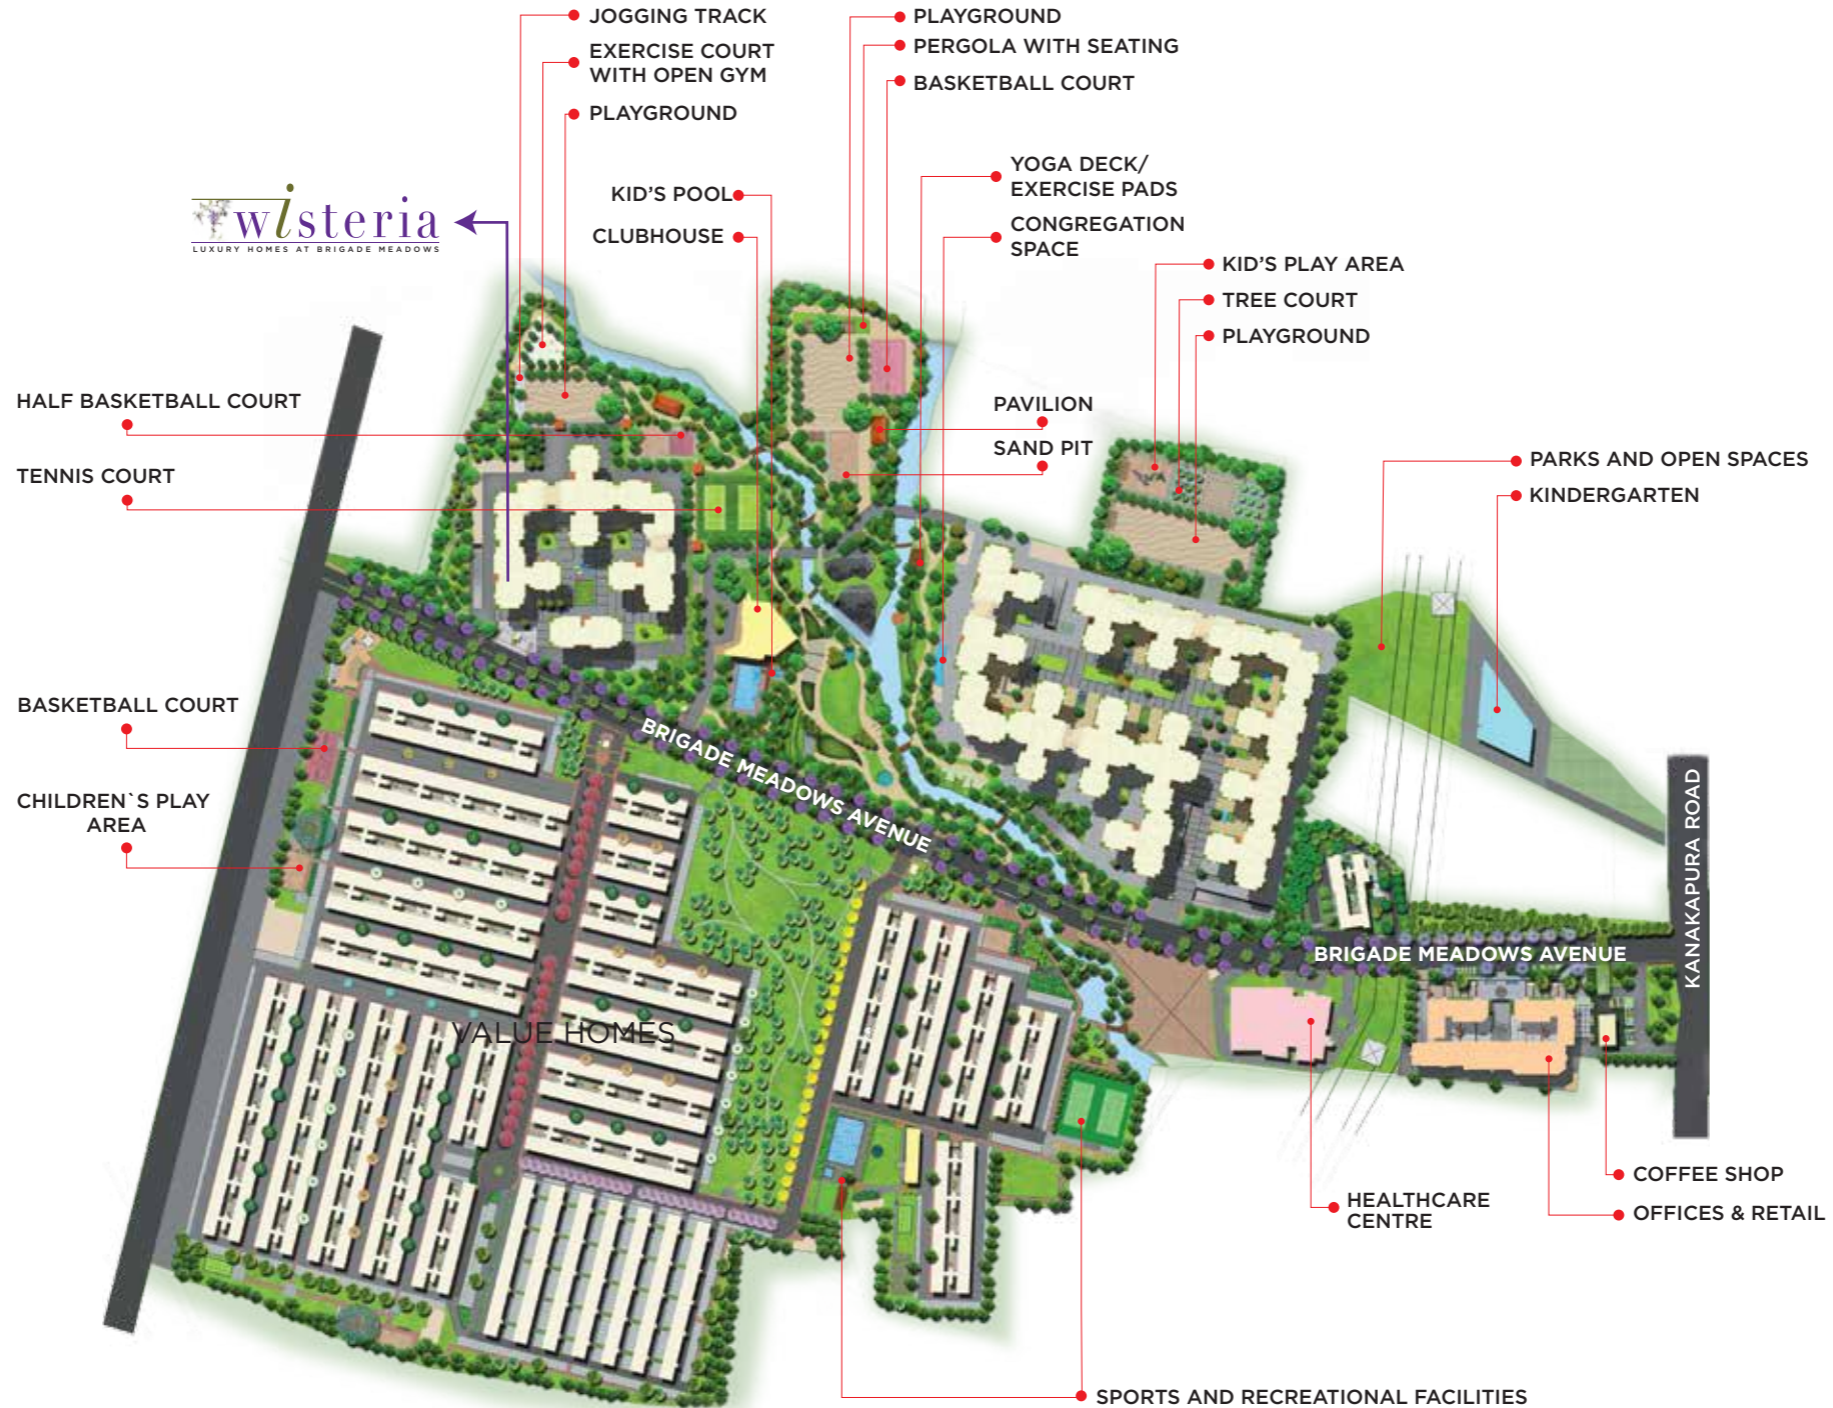 JOGGING TRACK
EXERCISE COURT
WITH OPEN GYM
PLAYGROUND
PLAYGROUND
PERGOLA WITH SEATING
BASKETBALL COURT
KID'S POOL
CLUBHOUSE
YOGA DECK/
EXERCISE PADS
CONGREGATION
SPACE
wisteria
LUXURY HOMES AT BRIGADE MEADOWS
KID'S PLAY AREA
TREE COURT
PLAYGROUND
HALF BASKETBALL COURT
TENNIS COURT
PAVILION
SAND PIT
PARKS AND OPEN SPACES
KINDERGARTEN
BASKETBALL COURT
CHILDREN`S PLAY
AREA
BRIGADE MEADOWS AVENUE
KANAKAPURA ROAD
BRIGADE MEADOWS AVENUE
VALUE HOMES
COFFEE SHOP
HEALTHCARE
CENTRE
OFFICES & RETAIL
SPORTS AND RECREATIONAL FACILITIES